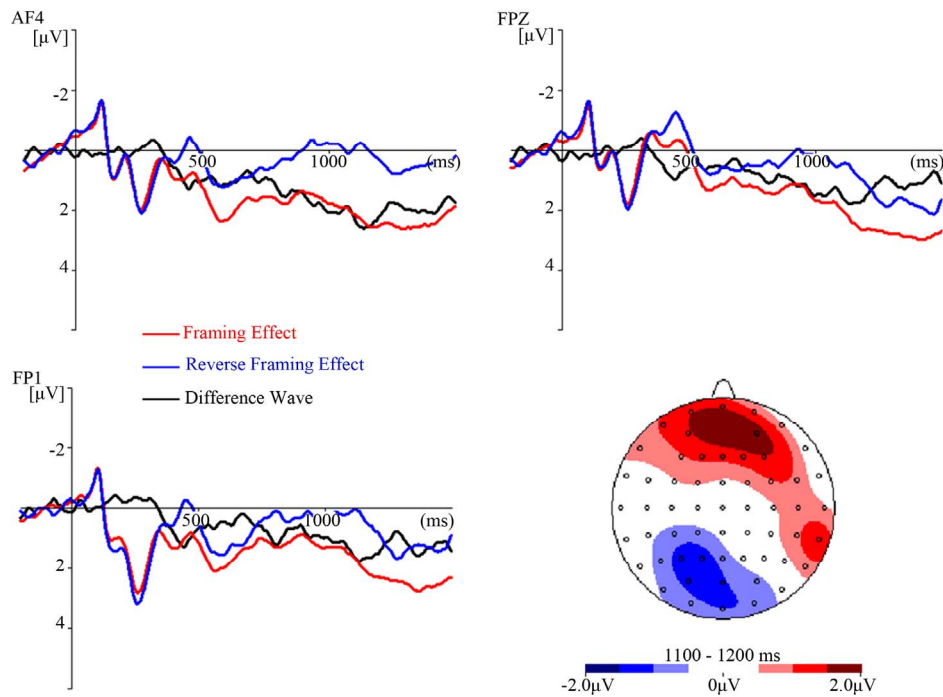 AF4
[μV]
-2
500
1000
(ms)
2
4
FPZ
[μV]
-2
500
1000
(ms)
2
4
Framing Effect
Reverse Framing Effect
Difference Wave
FP1
[μV]
-2
500
1000
(ms)
2
4
1100 - 1200 ms
-2.0μV 0μV 2.0μV